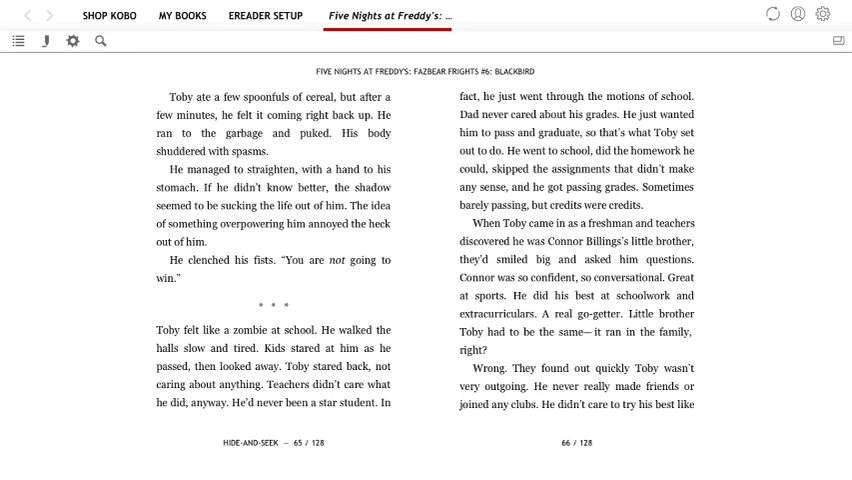 SHOP KOBO MY BOOKS EREADER SETUP Five Nights at Freddy's: ...
FIVE NIGHTS AT FREDDY'S: FAZBEAR FRIGHTS #6: BLACKBIRD
Toby ate a few spoonfuls of cereal, but after a
few minutes, he felt it coming right back up. He
ran to the garbage and puked. His body
shuddered with spasms.
He managed to straighten, with a hand to his
stomach. If he didn't know better, the shadow
seemed to be sucking the life out of him. The idea
of something overpowering him annoyed the heck
out of him.
He clenched his fists. “You are not going to
win.”
* * *
Toby felt like a zombie at school. He walked the
halls slow and tired. Kids stared at him as he
passed, then looked away. Toby stared back, not
caring about anything. Teachers didn't care what
he did, anyway. He'd never been a star student. In
HIDE-AND-SEEK — 65 / 128
fact, he just went through the motions of school.
Dad never cared about his grades. He just wanted
him to pass and graduate, so that's what Toby set
out to do. He went to school, did the homework he
could, skipped the assignments that didn't make
any sense, and he got passing grades. Sometimes
barely passing, but credits were credits.
When Toby came in as a freshman and teachers
discovered he was Connor Billings's little brother,
they'd smiled big and asked him questions.
Connor was so confident, so conversational. Great
at sports. He did his best at schoolwork and
extracurriculars. A real go-getter. Little brother
Toby had to be the same—it ran in the family,
right?
Wrong. They found out quickly Toby wasn't
very outgoing. He never really made friends or
joined any clubs. He didn't care to try his best like
66 / 128